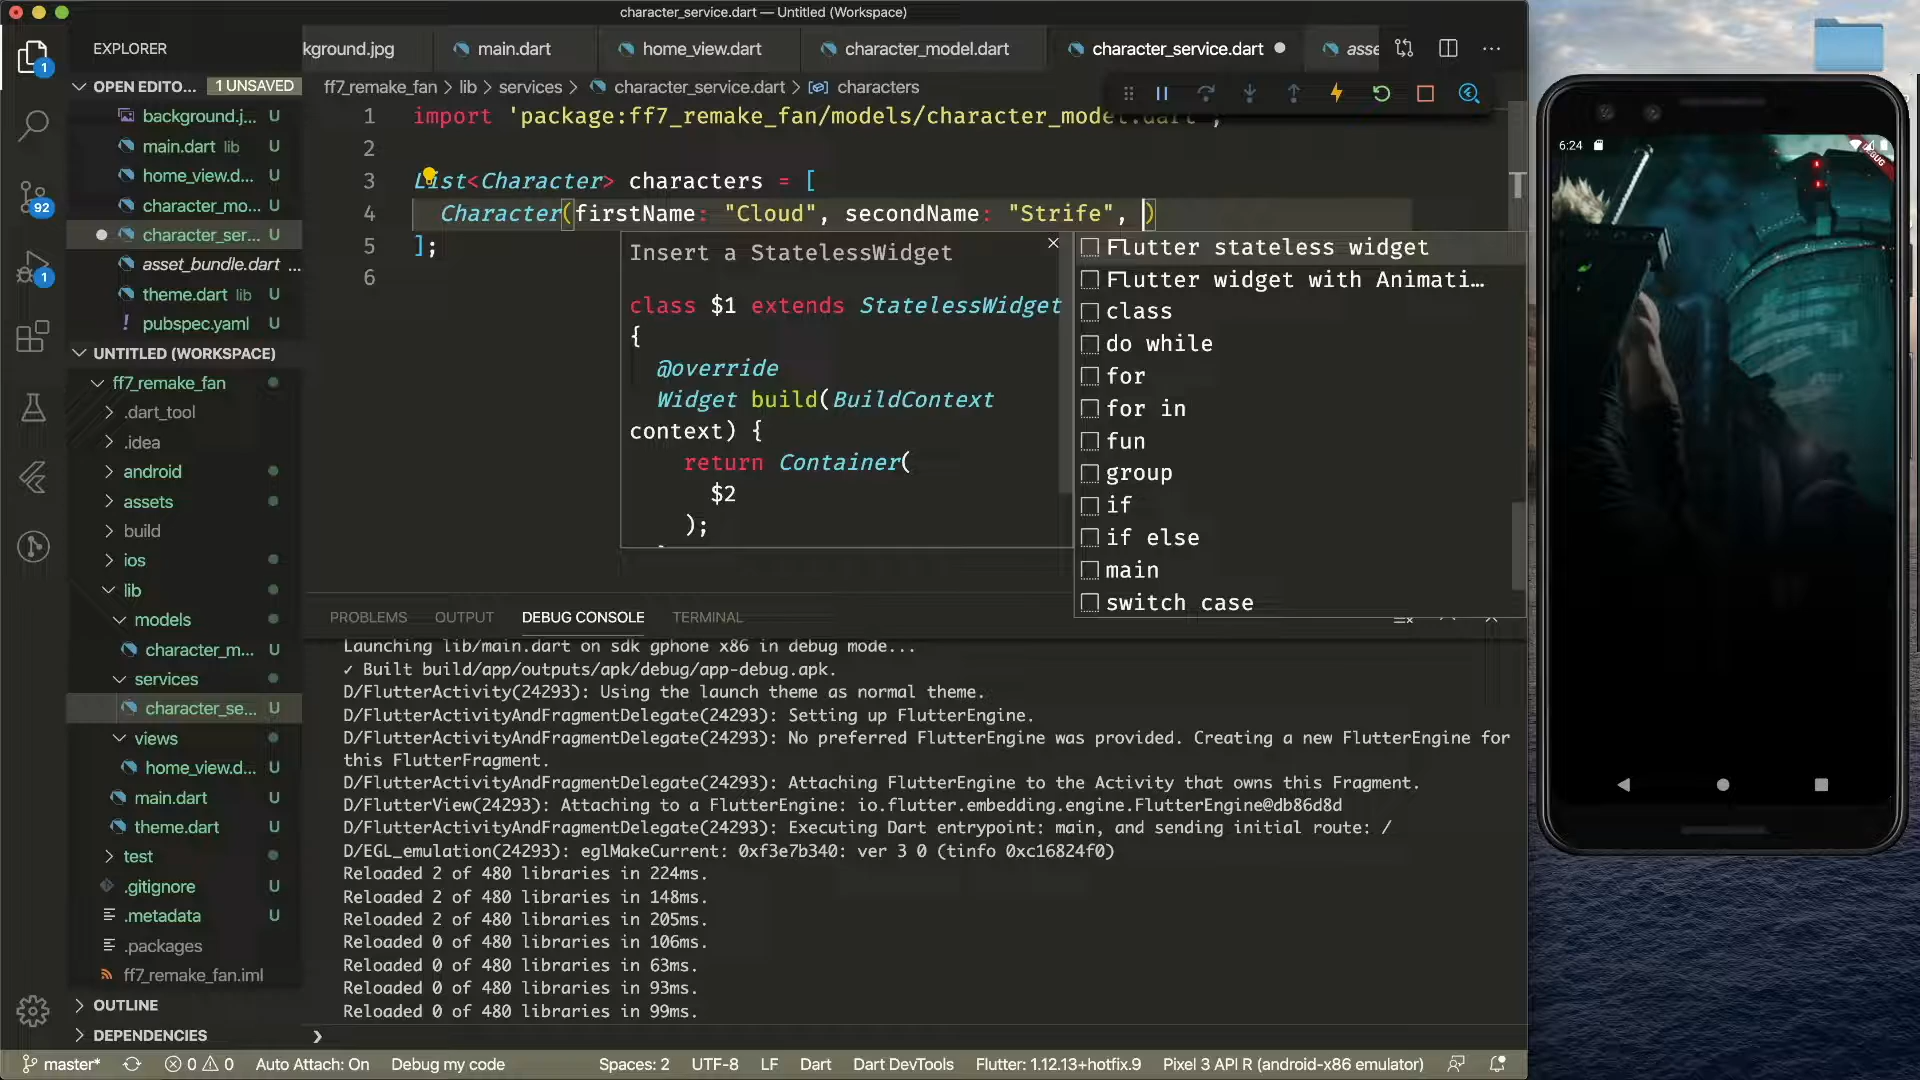 character_service.dart — Untitled (Workspace)
EXPLORER
kground.jpg
main.dart
home_view.dart
character_model.dart
character_service.dart
asse
OPEN EDITO...
1 UNSAVED
ff7_remake_fan > lib > services > character_service.dart > characters
background.j... U
main.dart lib U
home_view.d... U
character_mo... U
character_ser... U
asset_bundle.dart ...
theme.dart lib U
pubspec.yaml U
UNTITLED (WORKSPACE)
ff7_remake_fan
.dart_tool
.idea
android
assets
build
ios
lib
models
character_m... U
services
character_se... U
views
home_view.d... U
main.dart U
theme.dart U
test
.gitignore U
.metadata U
.packages
ff7_remake_fan.iml
OUTLINE
DEPENDENCIES
1
92
1
1 import 'package:ff7_remake_fan/models/character_model.dart';
2
3 List<Character> characters = [
4 Character(firstName: "Cloud", secondName: "Strife", )
5 ];
6
Insert a StatelessWidget
class $1 extends StatelessWidget
{
@override
Widget build(BuildContext
context) {
return Container(
$2
);
Flutter stateless widget
Flutter widget with Animati...
class
do while
for
for in
fun
group
if
if else
main
switch case
PROBLEMS OUTPUT DEBUG CONSOLE TERMINAL
Launching lib/main.dart on sdk gphone x86 in debug mode...
✓ Built build/app/outputs/apk/debug/app-debug.apk.
D/FlutterActivity(24293): Using the launch theme as normal theme.
D/FlutterActivityAndFragmentDelegate(24293): Setting up FlutterEngine.
D/FlutterActivityAndFragmentDelegate(24293): No preferred FlutterEngine was provided. Creating a new FlutterEngine for
this FlutterFragment.
D/FlutterActivityAndFragmentDelegate(24293): Attaching FlutterEngine to the Activity that owns this Fragment.
D/FlutterView(24293): Attaching to a FlutterEngine: io.flutter.embedding.engine.FlutterEngine@db86d8d
D/FlutterActivityAndFragmentDelegate(24293): Executing Dart entrypoint: main, and sending initial route: /
D/EGL_emulation(24293): eglMakeCurrent: 0xf3e7b340: ver 3 0 (tinfo 0xc16824f0)
Reloaded 2 of 480 libraries in 224ms.
Reloaded 2 of 480 libraries in 148ms.
Reloaded 2 of 480 libraries in 205ms.
Reloaded 0 of 480 libraries in 106ms.
Reloaded 0 of 480 libraries in 63ms.
Reloaded 0 of 480 libraries in 93ms.
Reloaded 0 of 480 libraries in 99ms.
master* 0 0 Auto Attach: On Debug my code Spaces: 2 UTF-8 LF Dart Dart DevTools Flutter: 1.12.13+hotfix.9 Pixel 3 API R (android-x86 emulator)
6:24
DEBUG